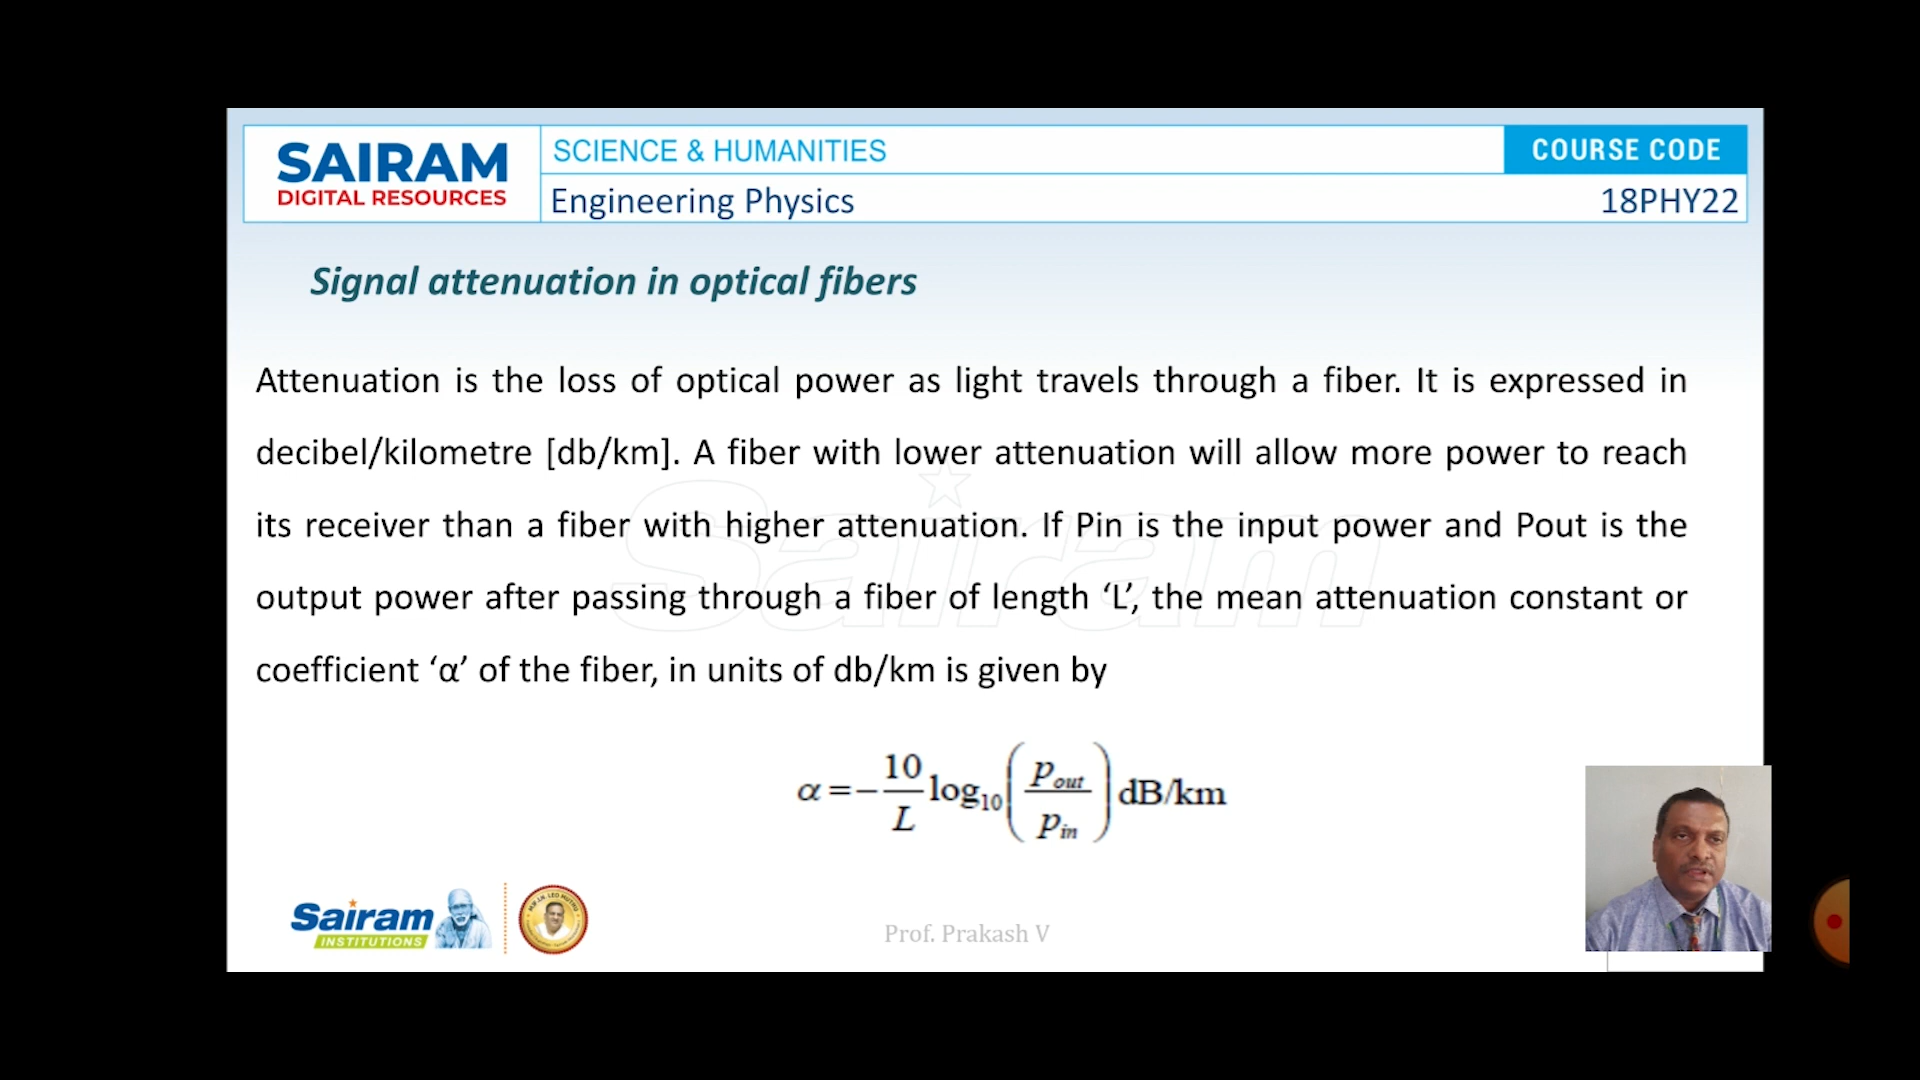 SAIRAM
DIGITAL RESOURCES
SCIENCE & HUMANITIES
COURSE CODE
Engineering Physics
18PHY22
Signal attenuation in optical fibers
Attenuation is the loss of optical power as light travels through a fiber. It is expressed in
decibel/kilometre [db/km]. A fiber with lower attenuation will allow more power to reach
its receiver than a fiber with higher attenuation. If Pin is the input power and Pout is the
output power after passing through a fiber of length ‘L’, the mean attenuation constant or
coefficient ‘α’ of the fiber, in units of db/km is given by
α = − 10/L log₁₀ (p_out / p_in) dB/km
Sairam
Sairam
INSTITUTIONS
Prof. Prakash V